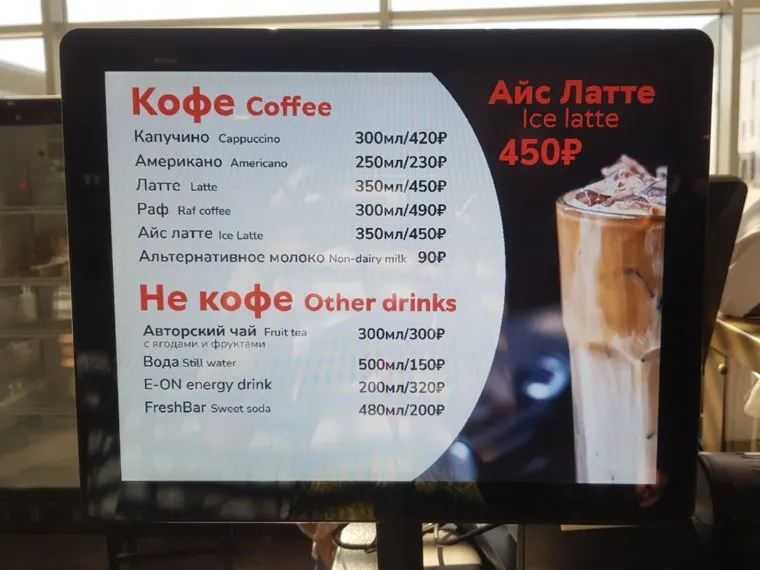 Кофе Coffee
Капучино Cappuccino 300мл/420₽
Американо Americano 250мл/230₽
Латте Latte 350мл/450₽
Раф Raf coffee 300мл/490₽
Айс латте Ice Latte 350мл/450₽
Альтернативное молоко Non-dairy milk 90₽
Не кофе Other drinks
Авторский чай Fruit tea 300мл/300₽
с ягодами и фруктами
Вода Still water 500мл/150₽
E-ON energy drink 200мл/320₽
FreshBar Sweet soda 480мл/200₽
Айс Латте
Ice latte
450₽